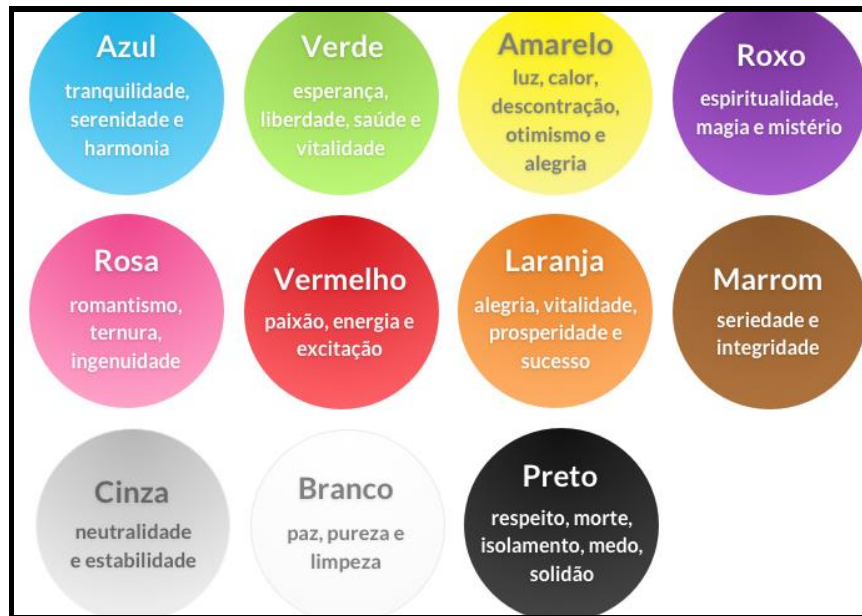 Azul
tranquilidade,
serenidade e
harmonia
Verde
esperança,
liberdade, saúde e
vitalidade
Amarelo
luz, calor,
descontração,
otimismo e
alegria
Roxo
espiritualidade,
magia e mistério
Rosa
romantismo,
ternura,
ingenuidade
Vermelho
paixão, energia e
excitação
Laranja
alegria, vitalidade,
prosperidade e
sucesso
Marrom
seriedade e
integridade
Cinza
neutralidade
e estabilidade
Branco
paz, pureza e
limpeza
Preto
respeito, morte,
isolamento, medo,
solidão